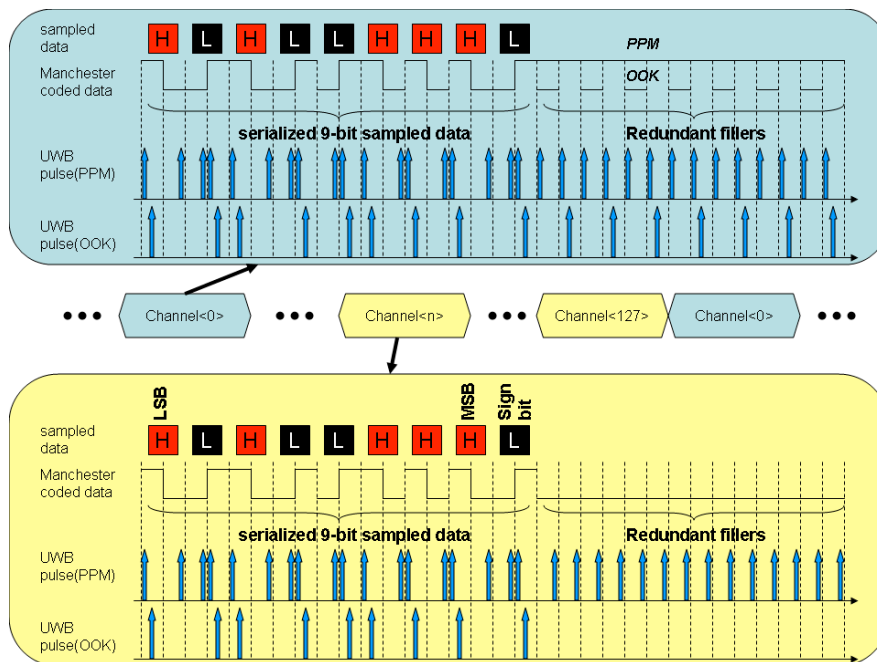 sampled
data
H L H L L H H H L
PPM
Manchester
coded data
OOK
serialized 9-bit sampled data
Redundant fillers
UWB
pulse(PPM)
UWB
pulse(OOK)
••• Channel<0> ••• Channel<n> ••• Channel<127> Channel<0> •••
LSB
MSB
Sign
bit
sampled
data
H L H L L H H H L
Manchester
coded data
serialized 9-bit sampled data
Redundant fillers
UWB
pulse(PPM)
UWB
pulse(OOK)